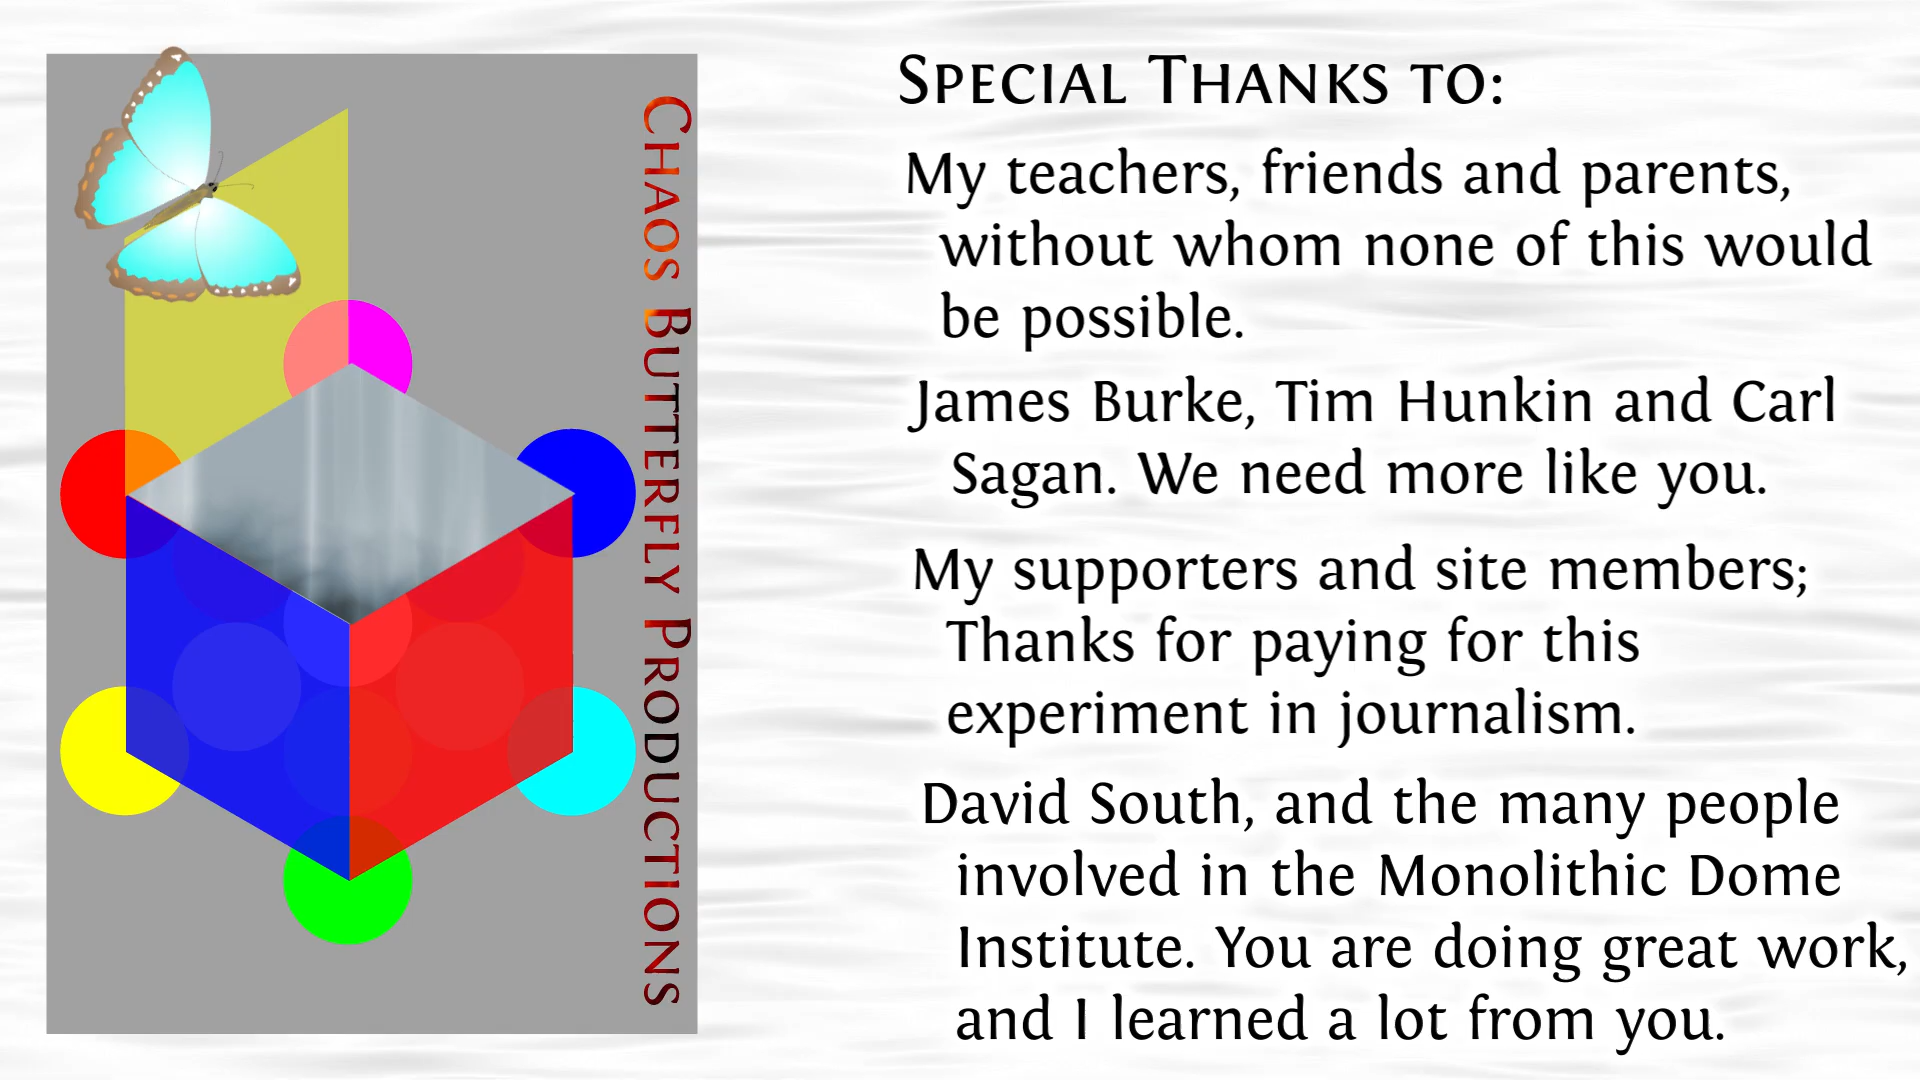 Chaos Butterfly Productions
Special Thanks to:
My teachers, friends and parents,
without whom none of this would
be possible.
James Burke, Tim Hunkin and Carl
Sagan. We need more like you.
My supporters and site members;
Thanks for paying for this
experiment in journalism.
David South, and the many people
involved in the Monolithic Dome
Institute. You are doing great work,
and I learned a lot from you.